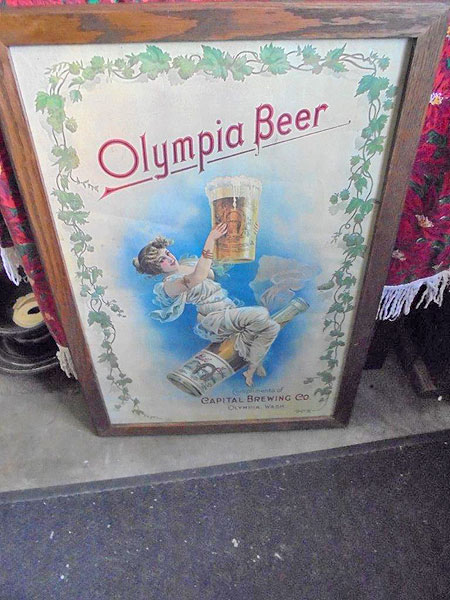 Olympia Beer
Compliments of
CAPITAL BREWING CO
OLYMPIA, WASH